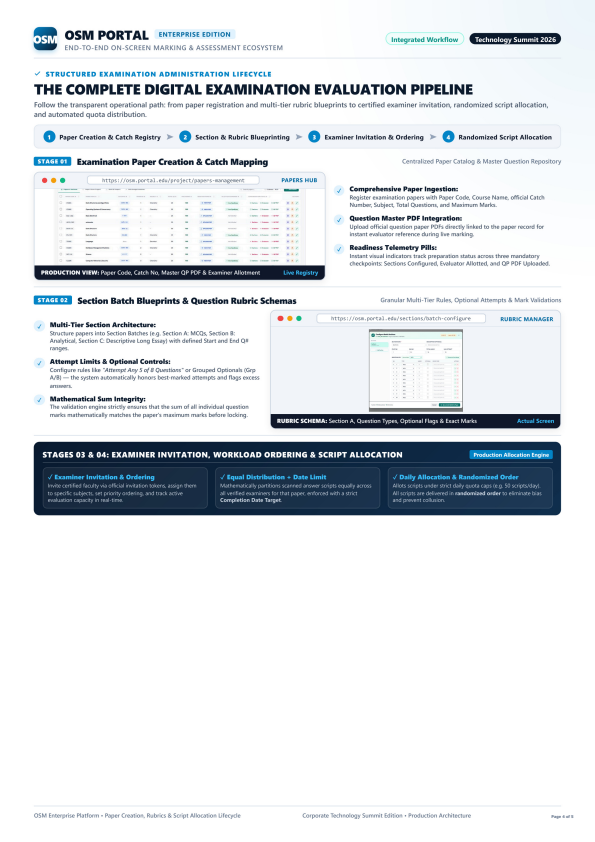 OSM
OSM PORTAL ENTERPRISE EDITION
END-TO-END ON-SCREEN MARKING & ASSESSMENT ECOSYSTEM
Integrated Workflow
Technology Summit 2026
✓ STRUCTURED EXAMINATION ADMINISTRATION LIFECYCLE
THE COMPLETE DIGITAL EXAMINATION EVALUATION PIPELINE
Follow the transparent operational path: from paper registration and multi-tier rubric blueprints to certified examiner invitation, randomized script allocation,
and automated quota distribution.
1 Paper Creation & Catch Registry ➤ 2 Section & Rubric Blueprinting ➤ 3 Examiner Invitation & Ordering ➤ 4 Randomized Script Allocation
STAGE 01 Examination Paper Creation & Catch Mapping
Centralized Paper Catalog & Master Question Repository
https://osm.portal.edu/project/papers-management
PAPERS HUB
PRODUCTION VIEW: Paper Code, Catch No, Master QP PDF & Examiner Allotment
Live Registry
✓ Comprehensive Paper Ingestion:
Register examination papers with Paper Code, Course Name, official Catch
Number, Subject, Total Questions, and Maximum Marks.
✓ Question Master PDF Integration:
Upload official question paper PDFs directly linked to the paper record for
instant evaluator reference during live marking.
✓ Readiness Telemetry Pills:
Instant visual indicators track preparation status across three mandatory
checkpoints: Sections Configured, Evaluator Allotted, and QP PDF Uploaded.
STAGE 02 Section Batch Blueprints & Question Rubric Schemas
Granular Multi-Tier Rules, Optional Attempts & Mark Validations
✓ Multi-Tier Section Architecture:
Structure papers into Section Batches (e.g. Section A: MCQs, Section B:
Analytical, Section C: Descriptive Long Essay) with defined Start and End Q#
ranges.
✓ Attempt Limits & Optional Controls:
Configure rules like "Attempt Any 5 of 8 Questions" or Grouped Optionals (Grp
A/B) — the system automatically honors best-marked attempts and flags excess
answers.
✓ Mathematical Sum Integrity:
The validation engine strictly ensures that the sum of all individual question
marks mathematically matches the paper's maximum marks before locking.
https://osm.portal.edu/sections/batch-configure
RUBRIC MANAGER
RUBRIC SCHEMA: Section A, Question Types, Optional Flags & Exact Marks
Actual Screen
STAGES 03 & 04: EXAMINER INVITATION, WORKLOAD ORDERING & SCRIPT ALLOCATION
Production Allocation Engine
✓ Examiner Invitation & Ordering
Invite certified faculty via official invitation tokens, assign them
to specific subjects, set priority ordering, and track active
evaluation capacity in real-time.
✓ Equal Distribution + Date Limit
Mathematically partitions scanned answer scripts equally across
all verified examiners for that paper, enforced with a strict
Completion Date Target.
✓ Daily Allocation & Randomized Order
Allots scripts under strict daily quota caps (e.g. 50 scripts/day).
All scripts are delivered in randomized order to eliminate bias
and prevent collusion.
OSM Enterprise Platform • Paper Creation, Rubrics & Script Allocation Lifecycle
Corporate Technology Summit Edition • Production Architecture
Page 4 of 8